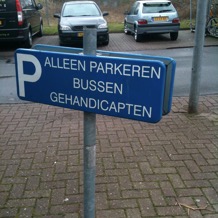 P ALLEEN PARKEREN
BUSSEN
GEHANDICAPTEN